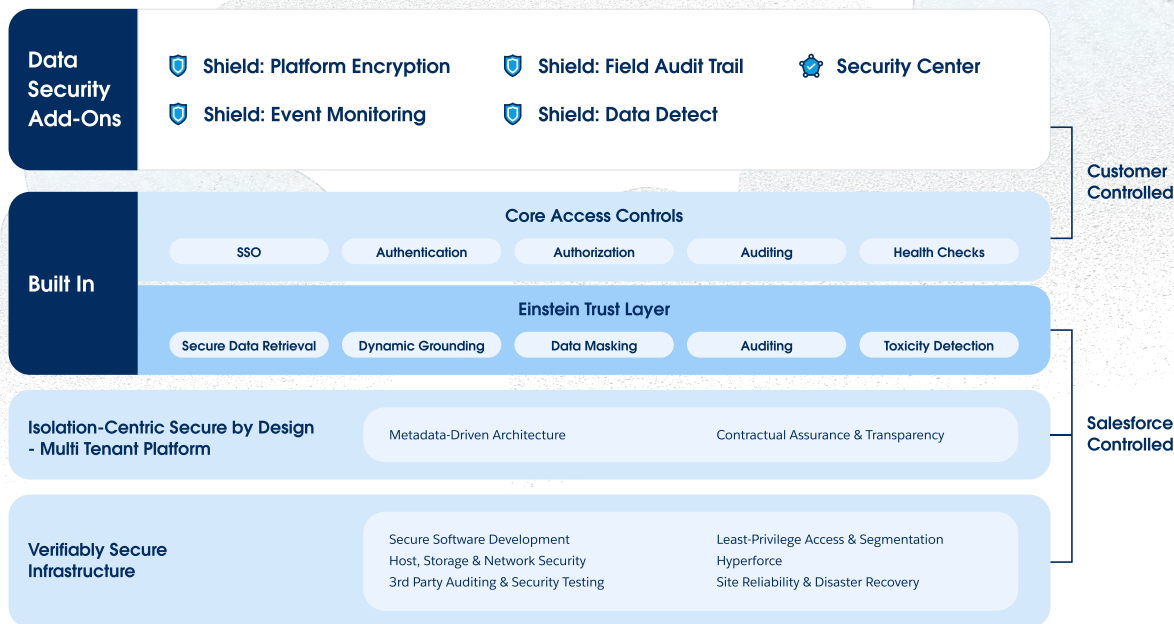 Data
Security
Add-Ons
Shield: Platform Encryption
Shield: Field Audit Trail
Security Center
Shield: Event Monitoring
Shield: Data Detect
Customer
Controlled
Built In
Core Access Controls
SSO
Authentication
Authorization
Auditing
Health Checks
Einstein Trust Layer
Secure Data Retrieval
Dynamic Grounding
Data Masking
Auditing
Toxicity Detection
Isolation-Centric Secure by Design
- Multi Tenant Platform
Metadata-Driven Architecture
Contractual Assurance & Transparency
Salesforce
Controlled
Verifiably Secure
Infrastructure
Secure Software Development
Host, Storage & Network Security
3rd Party Auditing & Security Testing
Least-Privilege Access & Segmentation
Hyperforce
Site Reliability & Disaster Recovery